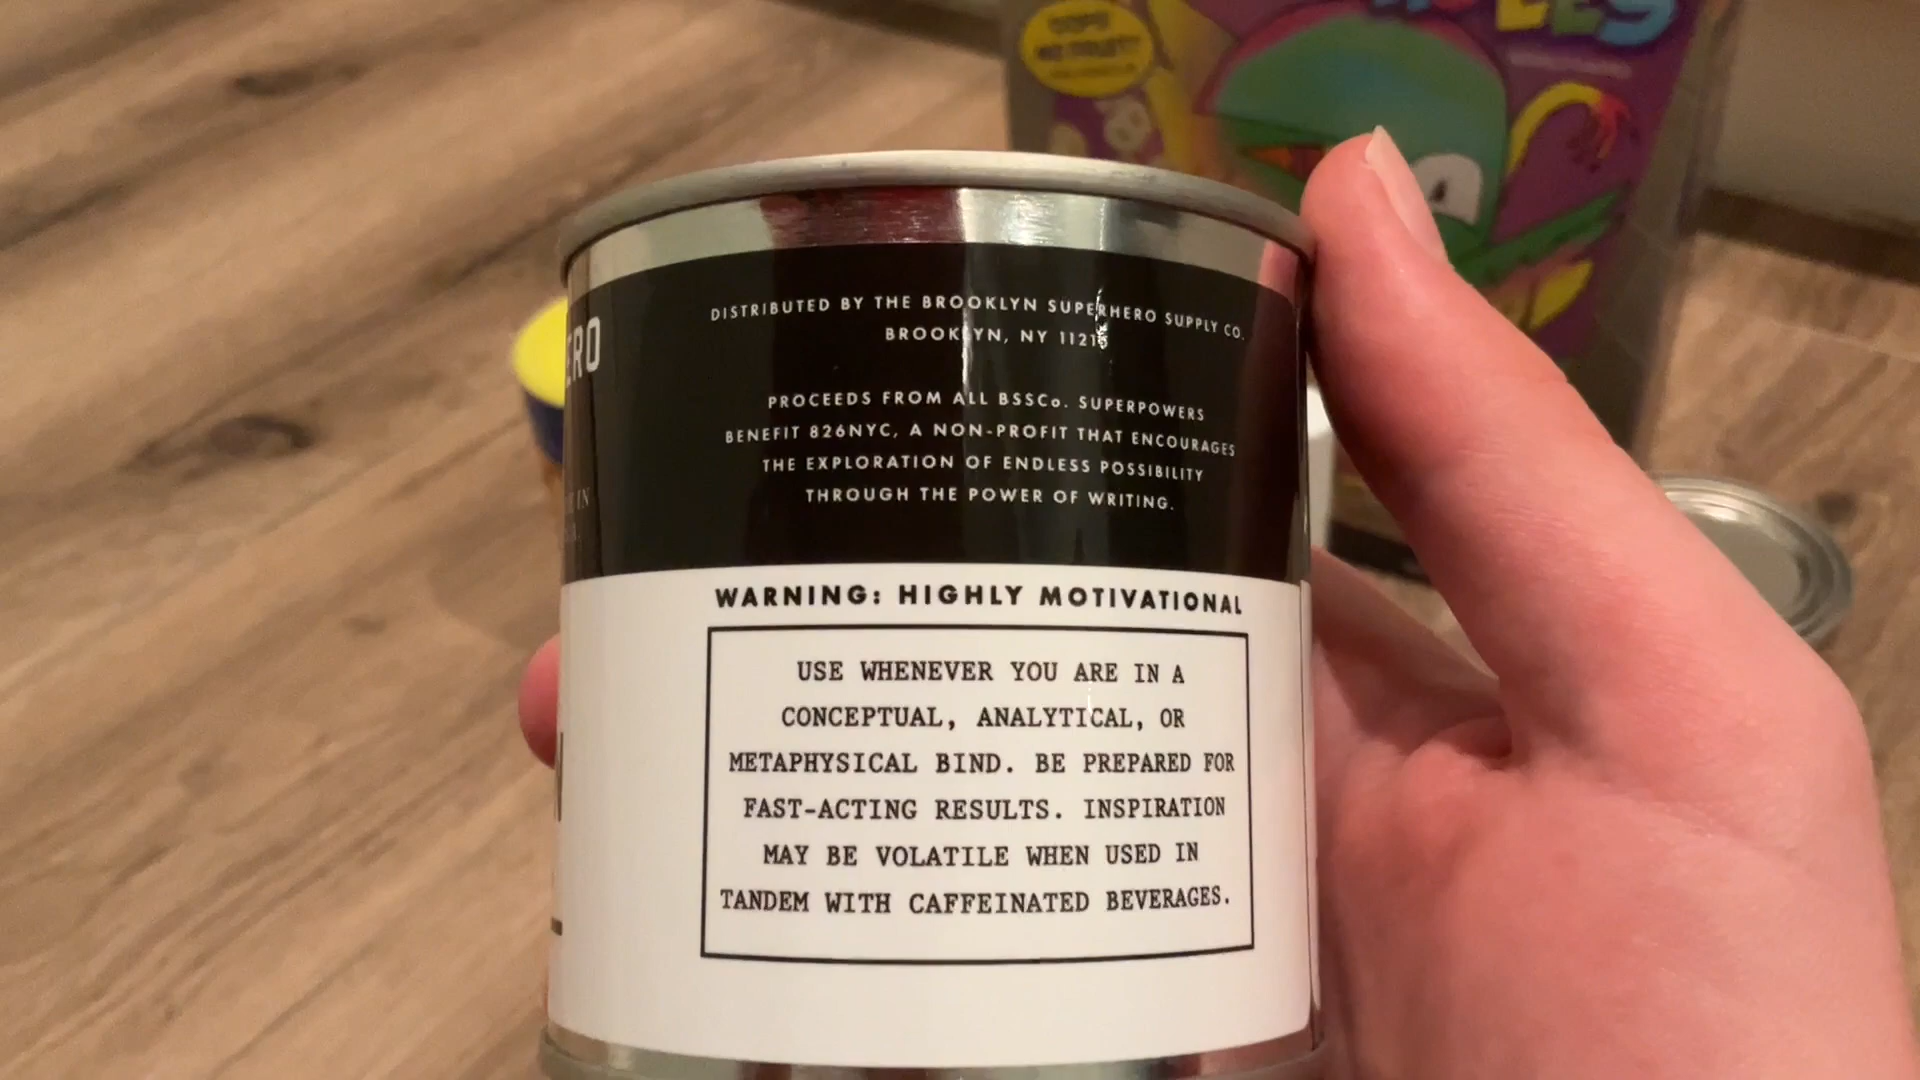 DISTRIBUTED BY THE BROOKLYN SUPERHERO SUPPLY CO.
BROOKLYN, NY 11215
PROCEEDS FROM ALL BSSCo. SUPERPOWERS
BENEFIT 826NYC, A NON-PROFIT THAT ENCOURAGES
THE EXPLORATION OF ENDLESS POSSIBILITY
THROUGH THE POWER OF WRITING.
WARNING: HIGHLY MOTIVATIONAL
USE WHENEVER YOU ARE IN A
CONCEPTUAL, ANALYTICAL, OR
METAPHYSICAL BIND. BE PREPARED FOR
FAST-ACTING RESULTS. INSPIRATION
MAY BE VOLATILE WHEN USED IN
TANDEM WITH CAFFEINATED BEVERAGES.